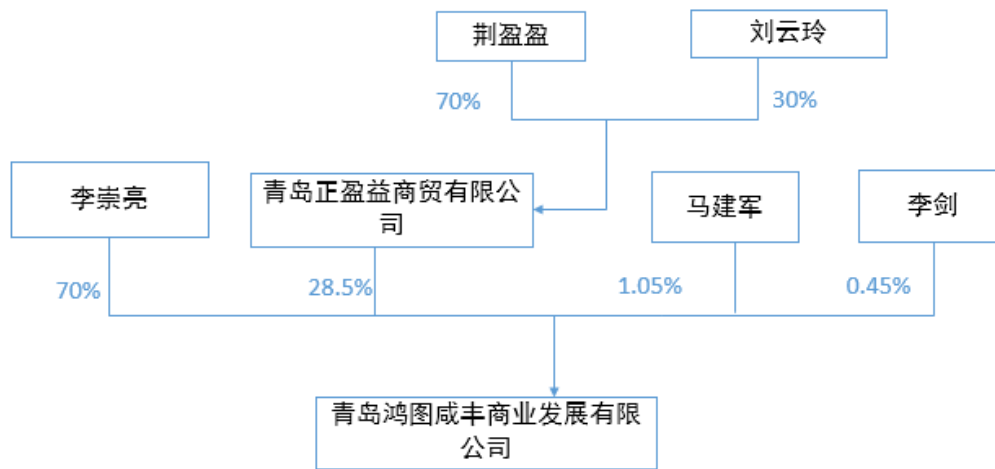 荆盈盈
刘云玲
70%
30%
李崇亮
青岛正盈益商贸有限公
司
马建军
李剑
70%
28.5%
1.05%
0.45%
青岛鸿图咸丰商业发展有限
公司